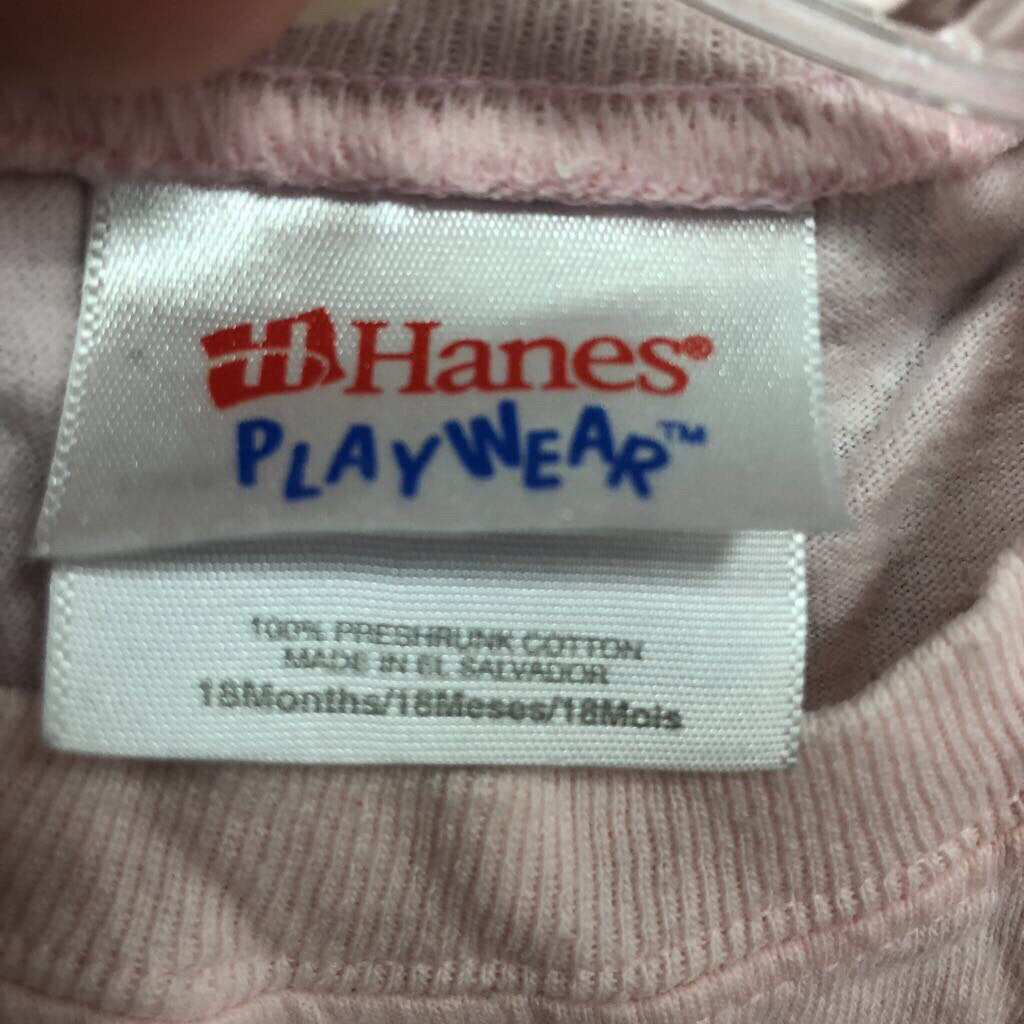 Hanes®
PLAYWEAR™
100% PRESHRUNK COTTON
MADE IN EL SALVADOR
18Months/18Meses/18Mois